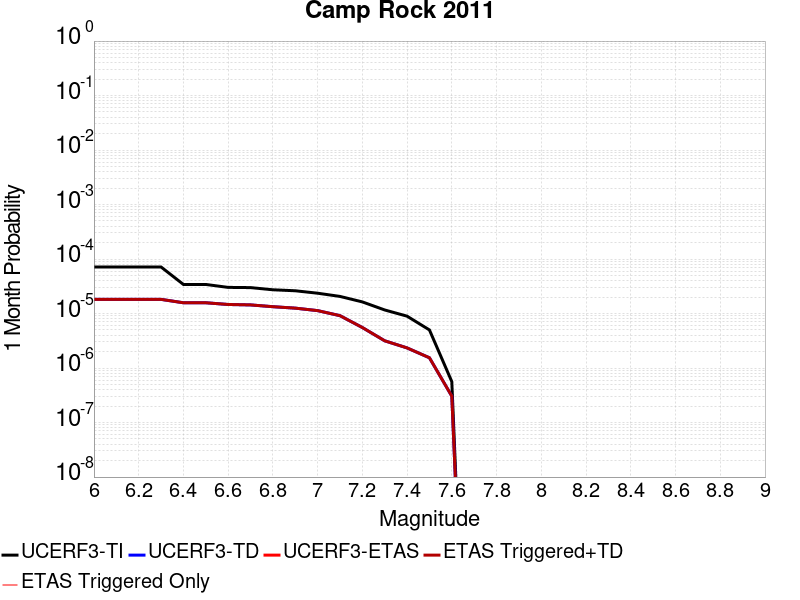 Camp Rock 2011
10^0
10^-1
10^-2
10^-3
10^-4
10^-5
10^-6
10^-7
10^-8
1 Month Probability
6 6.2 6.4 6.6 6.8 7 7.2 7.4 7.6 7.8 8 8.2 8.4 8.6 8.8 9
Magnitude
UCERF3-TI UCERF3-TD UCERF3-ETAS ETAS Triggered+TD
ETAS Triggered Only